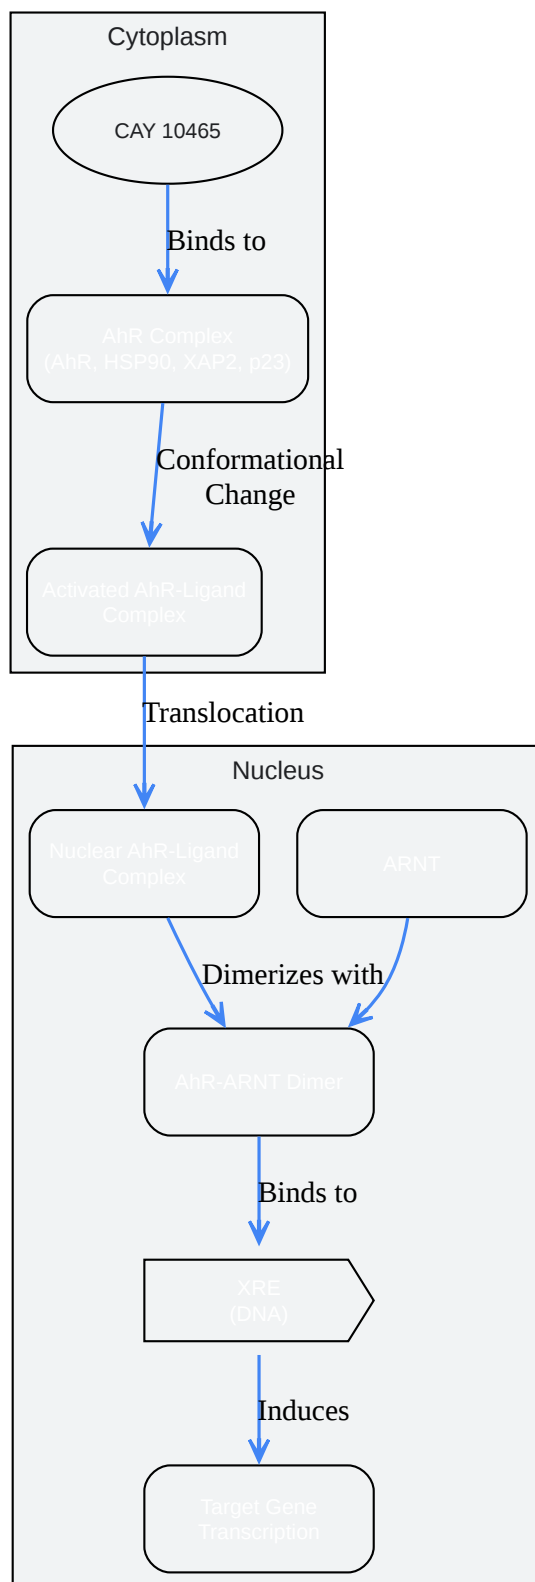 Cytoplasm
CAY 10465
Binds to
AhR Complex
(AhR, HSP90, XAP2, p23)
Conformational
Change
Activated AhR-Ligand
Complex
Translocation
Nucleus
Nuclear AhR-Ligand
Complex
ARNT
Dimerizes with
AhR-ARNT Dimer
Binds to
XRE
(DNA)
Induces
Target Gene
Transcription